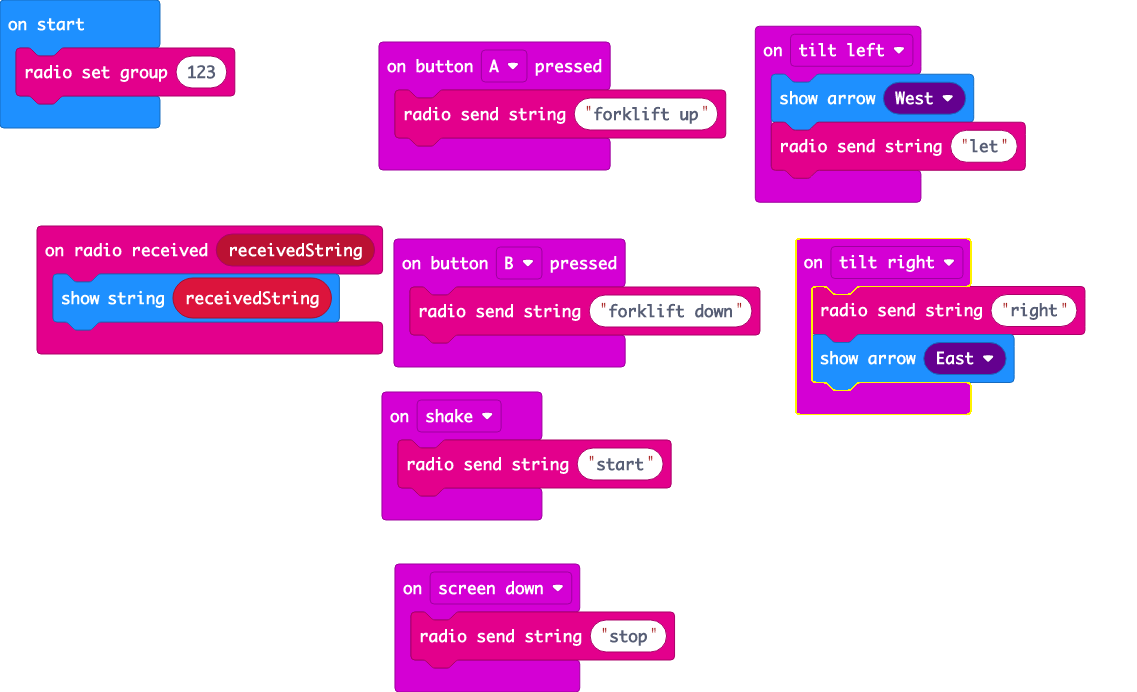 on start
radio set group 123
on radio received receivedString
show string receivedString
on button A pressed
radio send string "forklift up"
on button B pressed
radio send string "forklift down"
on shake
radio send string "start"
on screen down
radio send string "stop"
on tilt left
show arrow West
radio send string "let"
on tilt right
radio send string "right"
show arrow East